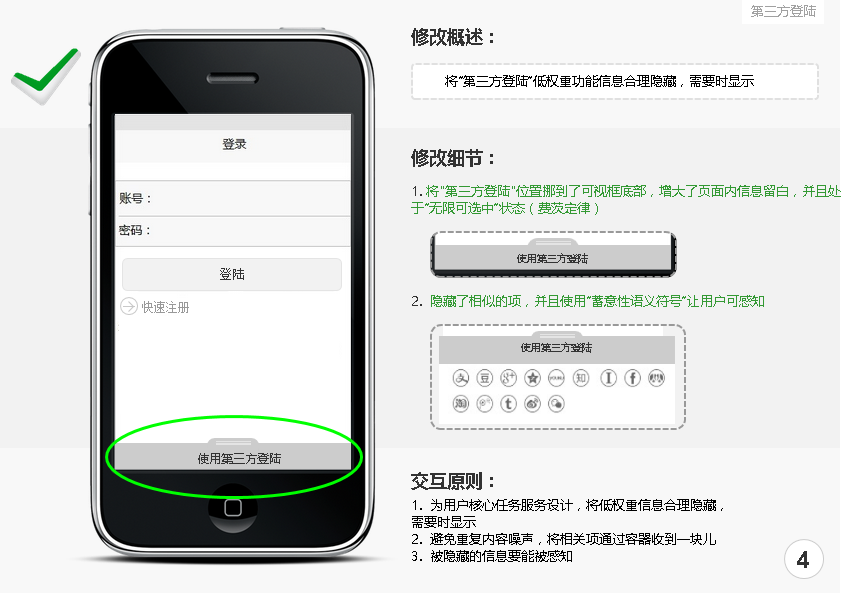 第三方登陆
修改概述：
将"第三方登陆"低权重功能信息合理隐藏，需要时显示
登录
账号：
密码：
登陆
快速注册
使用第三方登陆
修改细节：
1. 将"第三方登陆"位置挪到了可视框底部，增大了页面内信息留白，并且处
于"无限可选中"状态（费茨定律）
使用第三方登陆
2. 隐藏了相似的项，并且使用"蓄意性语义符号"让用户可感知
使用第三方登陆
交互原则：
1. 为用户核心任务服务设计，将低权重信息合理隐藏，
需要时显示
2. 避免重复内容噪声，将相关项通过容器收到一块儿
3. 被隐藏的信息要能被感知
4